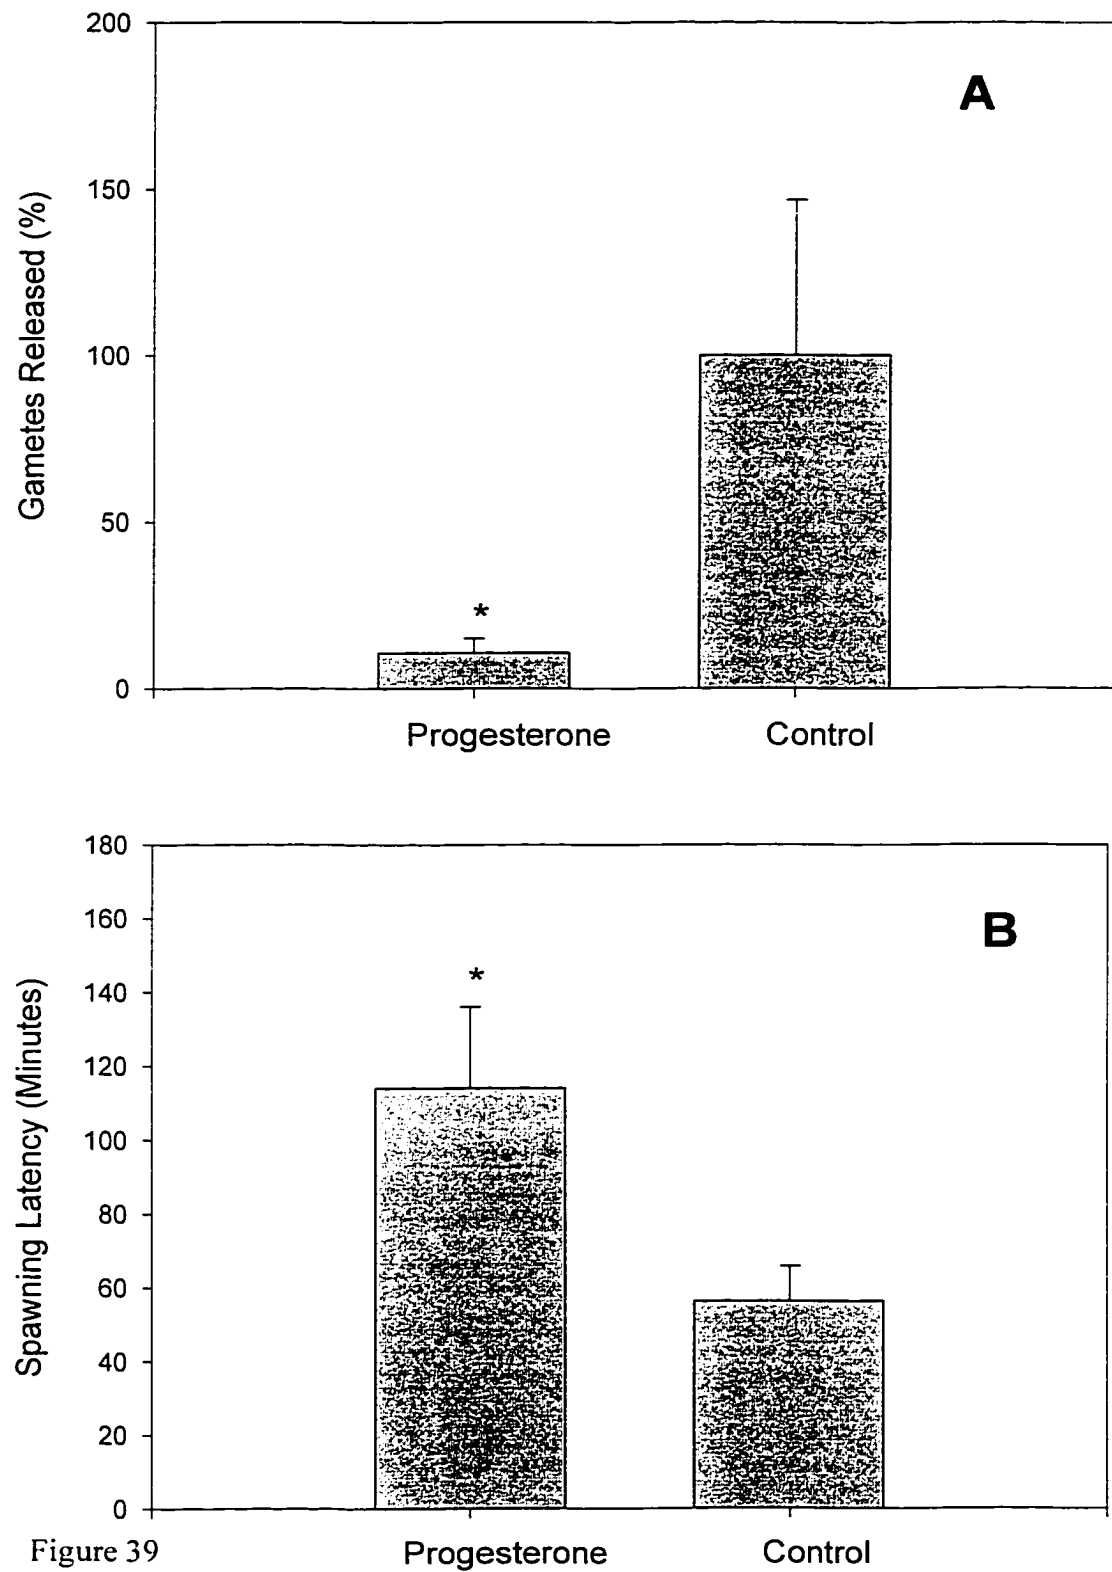 200
A
150
Gametes Released (%)
100
50
*
0
Progesterone Control
180
160
B
*
140
Spawning Latency (Minutes)
120
100
80
60
40
20
0
Figure 39 Progesterone Control